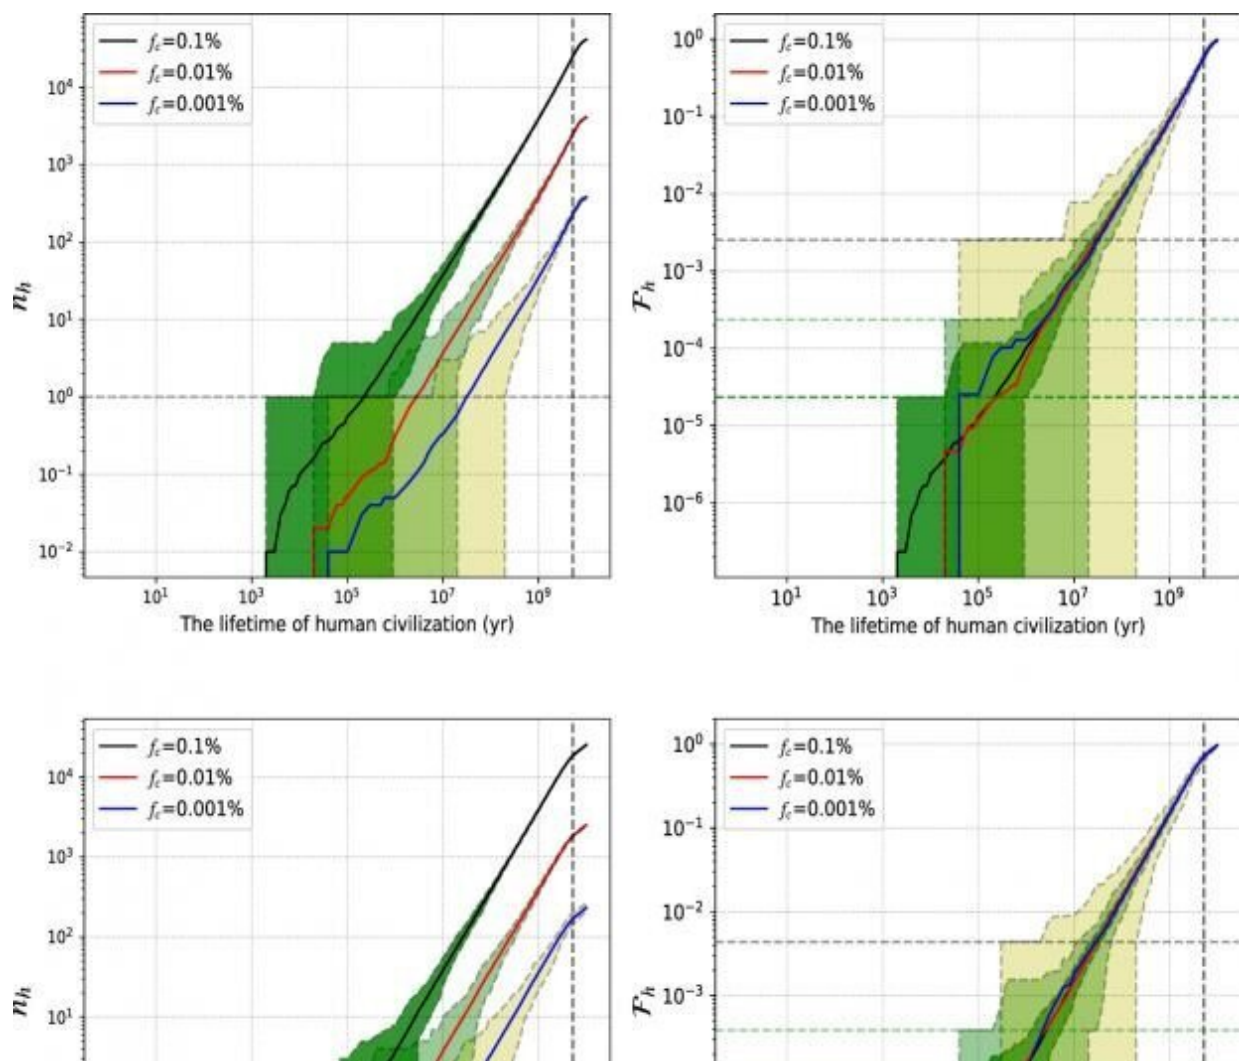 f_c=0.1%
f_c=0.01%
f_c=0.001%
10^4
10^3
10^2
10^1
10^0
10^-1
10^-2
n_h
10^1
10^3
10^5
10^7
10^9
The lifetime of human civilization (yr)
f_c=0.1%
f_c=0.01%
f_c=0.001%
10^0
10^-1
10^-2
10^-3
10^-4
10^-5
10^-6
F_h
10^1
10^3
10^5
10^7
10^9
The lifetime of human civilization (yr)
f_c=0.1%
f_c=0.01%
f_c=0.001%
10^4
10^3
10^2
10^1
n_h
f_c=0.1%
f_c=0.01%
f_c=0.001%
10^0
10^-1
10^-2
10^-3
F_h